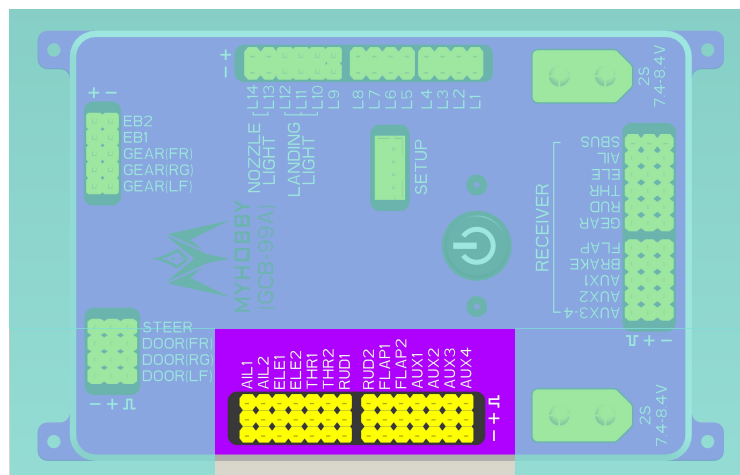 + -
L14
L13
L12
L11
L10
L9
L8
L7
L6
L5
L4
L3
L2
L1
NOZZLE
LIGHT
LANDING
LIGHT
2S
7.4-8.4V
+ -
EB2
EB1
GEAR(FR)
GEAR(RG)
GEAR(LF)
SETUP
MYHOBBY
(GCB-99A)
RECEIVER
SBUS
AIL
ELE
THR
RUD
GEAR
FLAP
BRAKE
AUX1
AUX2
AUX3-4
- +
STEER
DOOR(FR)
DOOR(RG)
DOOR(LF)
- +
AIL1
AIL2
ELE1
ELE2
THR1
THR2
RUD1
RUD2
FLAP1
FLAP2
AUX1
AUX2
AUX3
AUX4
- +
2S
7.4-8.4V